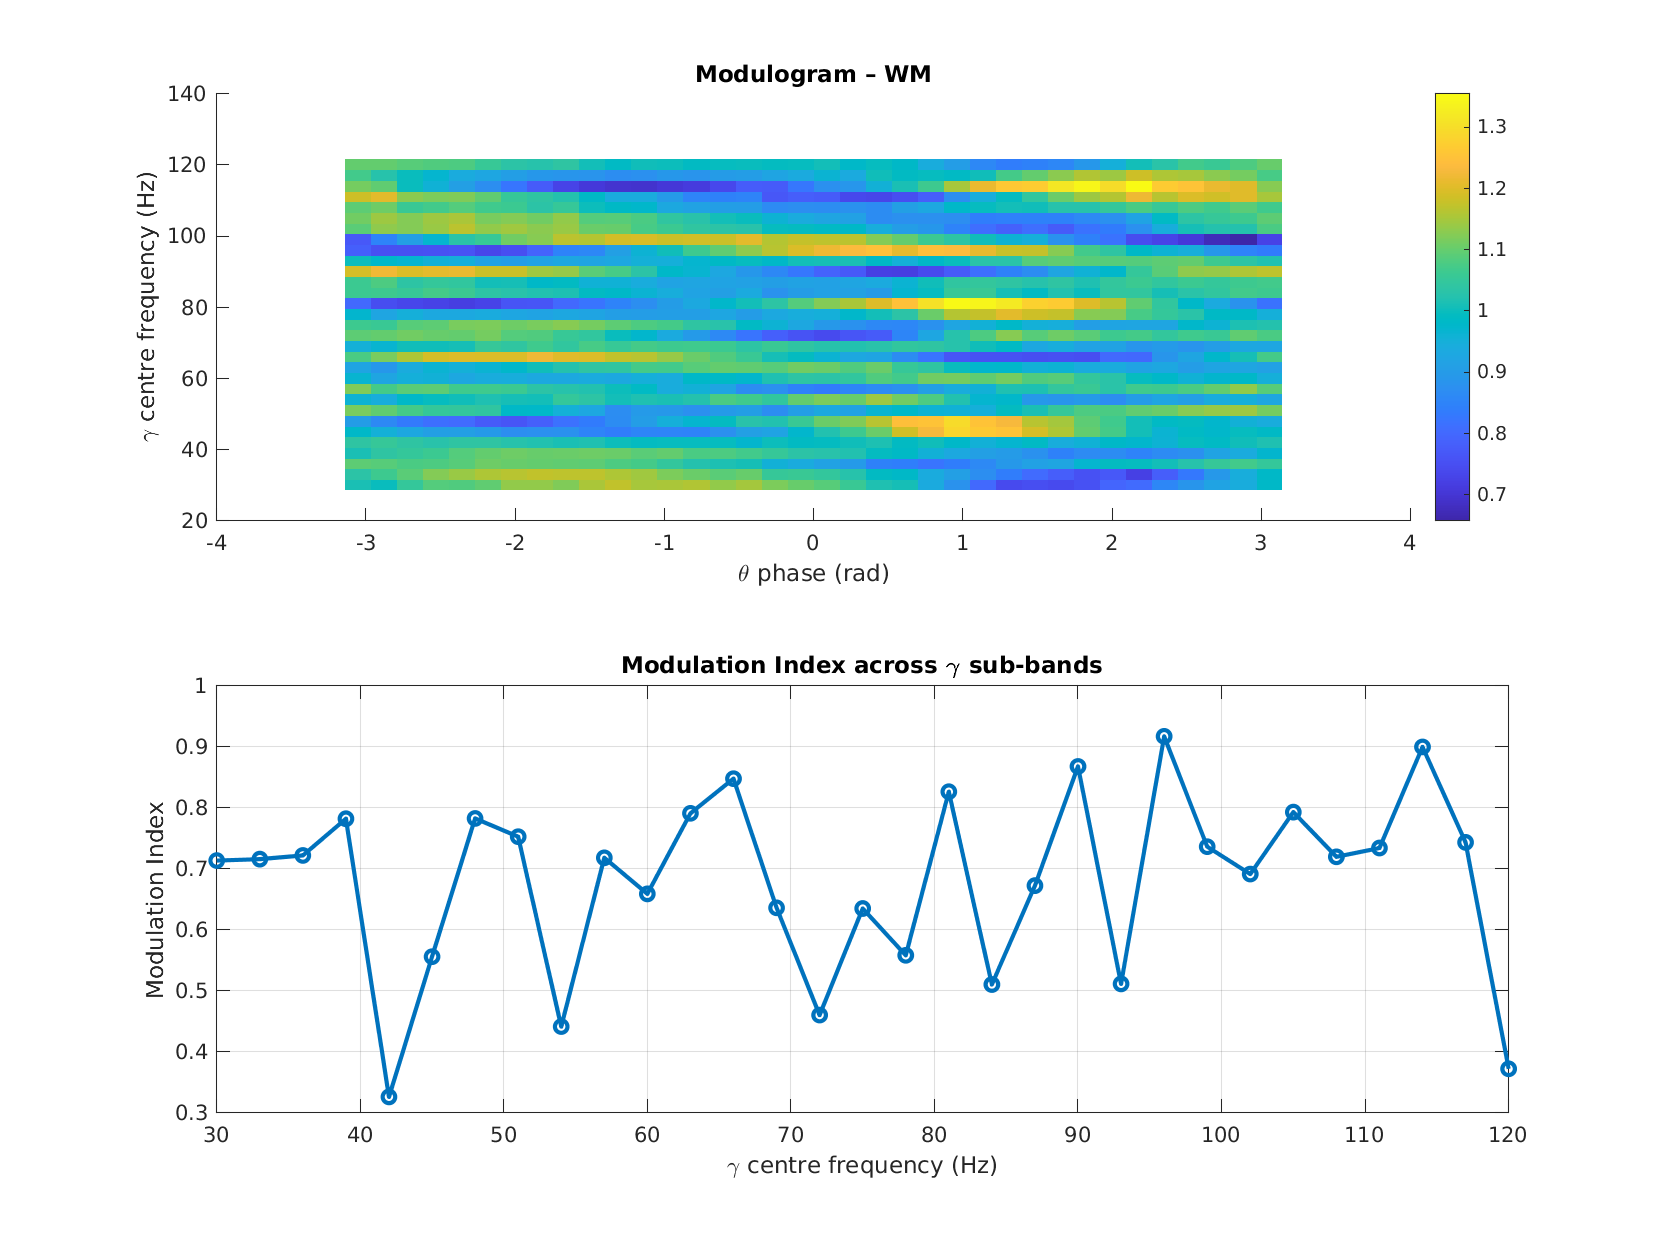 Modulogram – WM
140
120
100
80
60
40
20
γ centre frequency (Hz)
-4 -3 -2 -1 0 1 2 3 4
θ phase (rad)
1.3
1.2
1.1
1
0.9
0.8
0.7
Modulation Index across γ sub-bands
1
0.9
0.8
0.7
0.6
0.5
0.4
0.3
Modulation Index
30 40 50 60 70 80 90 100 110 120
γ centre frequency (Hz)